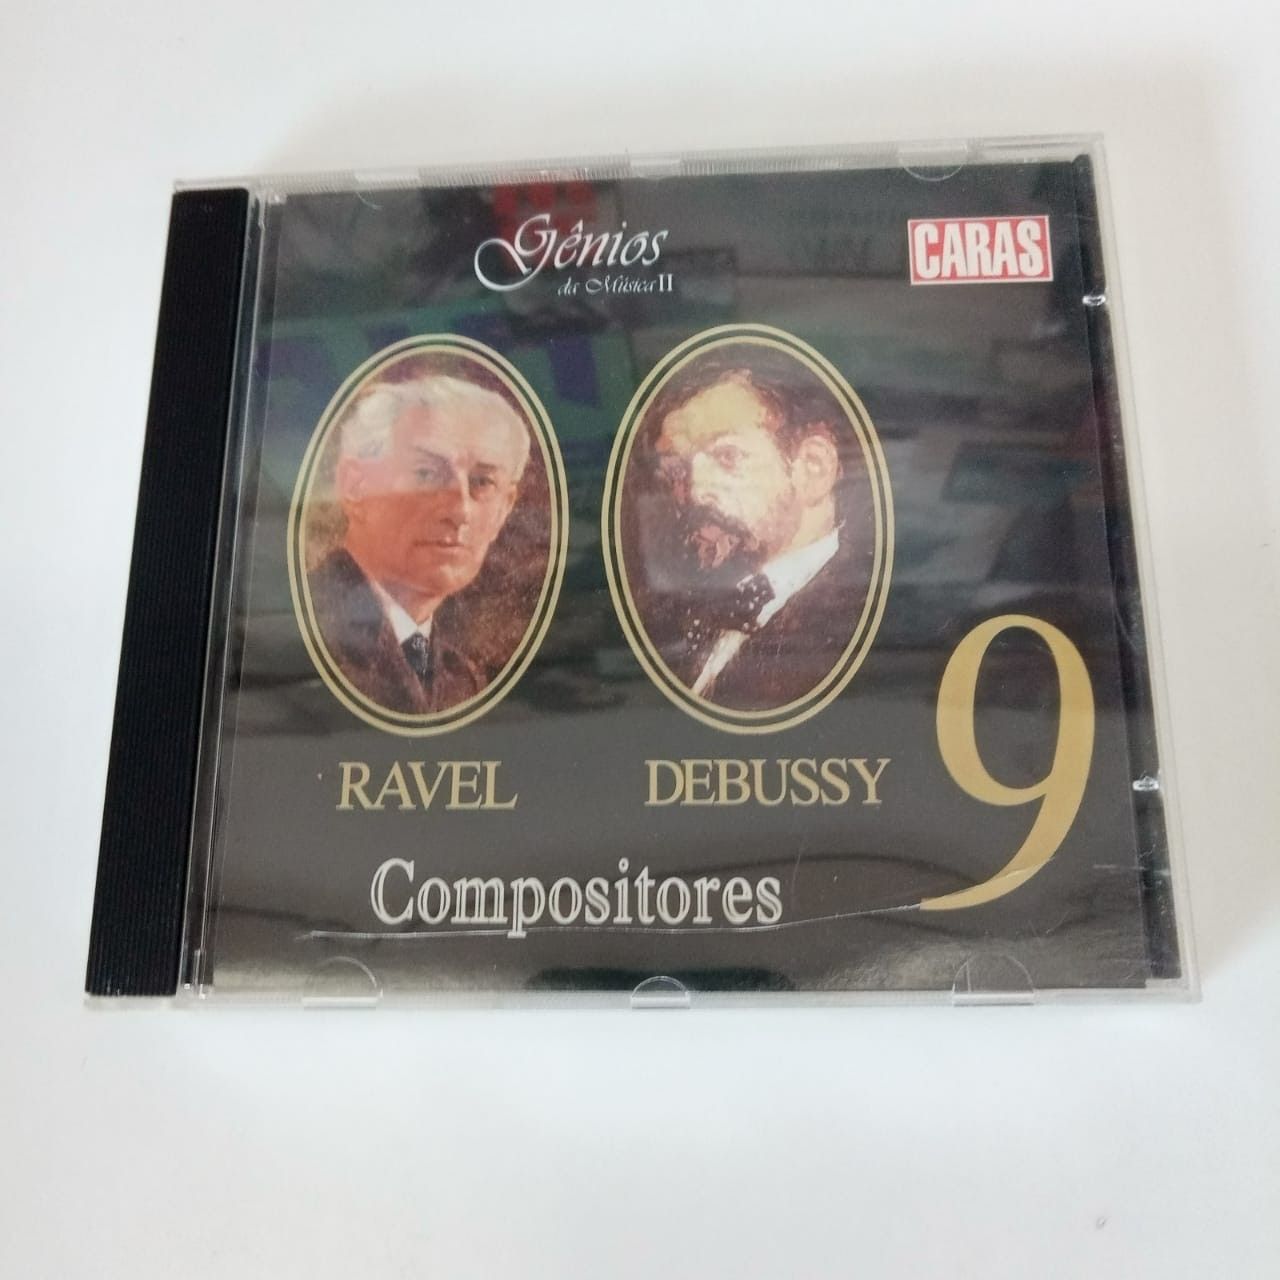 Gênios
da Música II
CARAS
RAVEL
DEBUSSY
9
Compositores